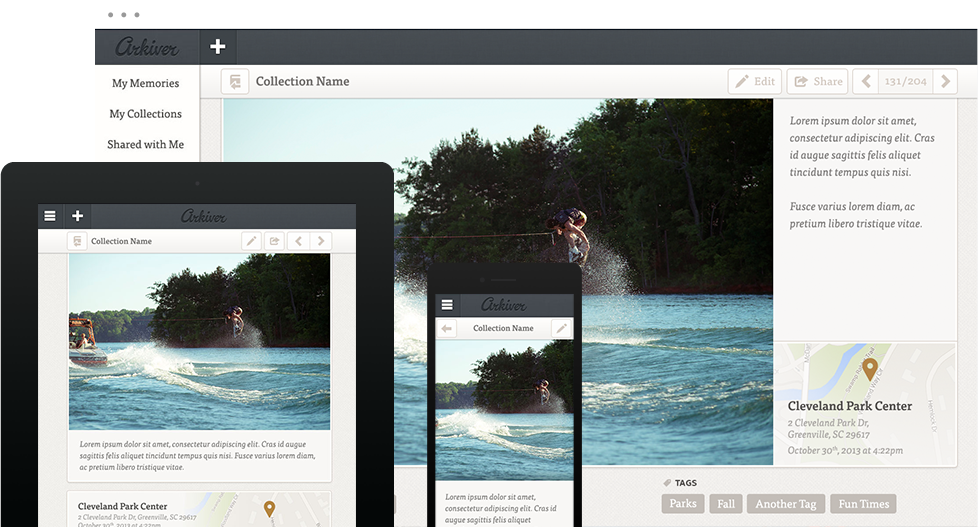 Arkiver
My Memories
My Collections
Shared with Me
Collection Name
Edit
Share
131/204
Lorem ipsum dolor sit amet,
consectetur adipiscing elit. Cras
id augue sagittis felis aliquet
tincidunt tempus quis nisi.
Fusce varius lorem diam, ac
pretium libero tristique vitae.
Cleveland Park Center
2 Cleveland Park Dr,
Greenville, SC 29617
October 30th, 2013 at 4:22pm
TAGS
Parks
Fall
Another Tag
Fun Times
Arkiver
Collection Name
Lorem ipsum dolor sit amet, consectetur adipiscing elit. Cras id augue
sagittis felis aliquet tincidunt tempus quis nisi. Fusce varius lorem diam,
ac pretium libero tristique vitae.
Cleveland Park Center
2 Cleveland Park Dr, Greenville, SC 29617
October 30th, 2013 at 4:22pm
Arkiver
Collection Name
Lorem ipsum dolor sit amet,
consectetur adipiscing elit. Cras id
augue sagittis felis aliquet